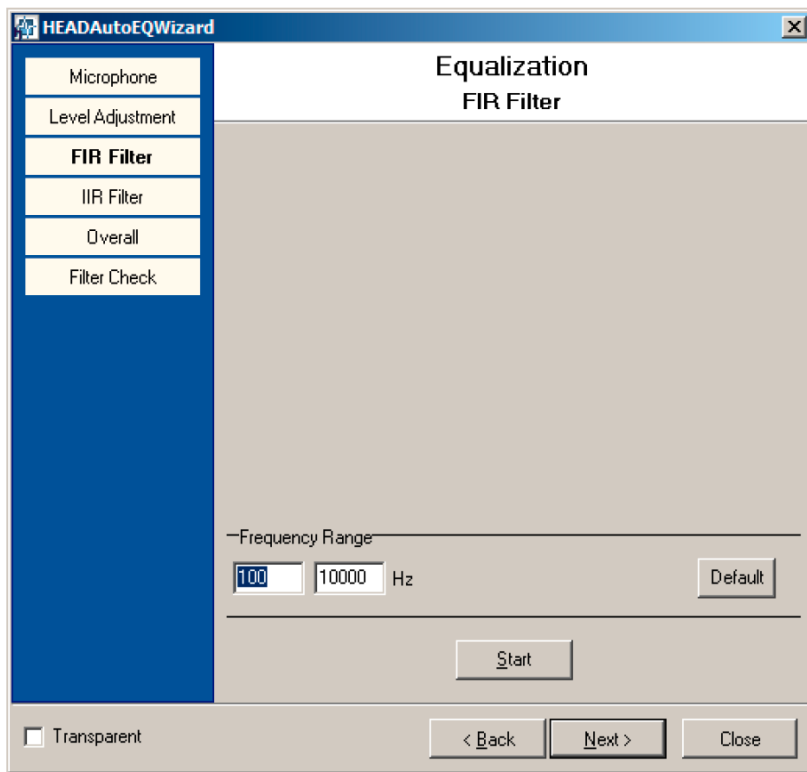 HEADAutoEQWizard
Microphone
Level Adjustment
FIR Filter
IIR Filter
Overall
Filter Check
Equalization
FIR Filter
Frequency Range
100 10000 Hz Default
Start
Transparent < Back Next > Close